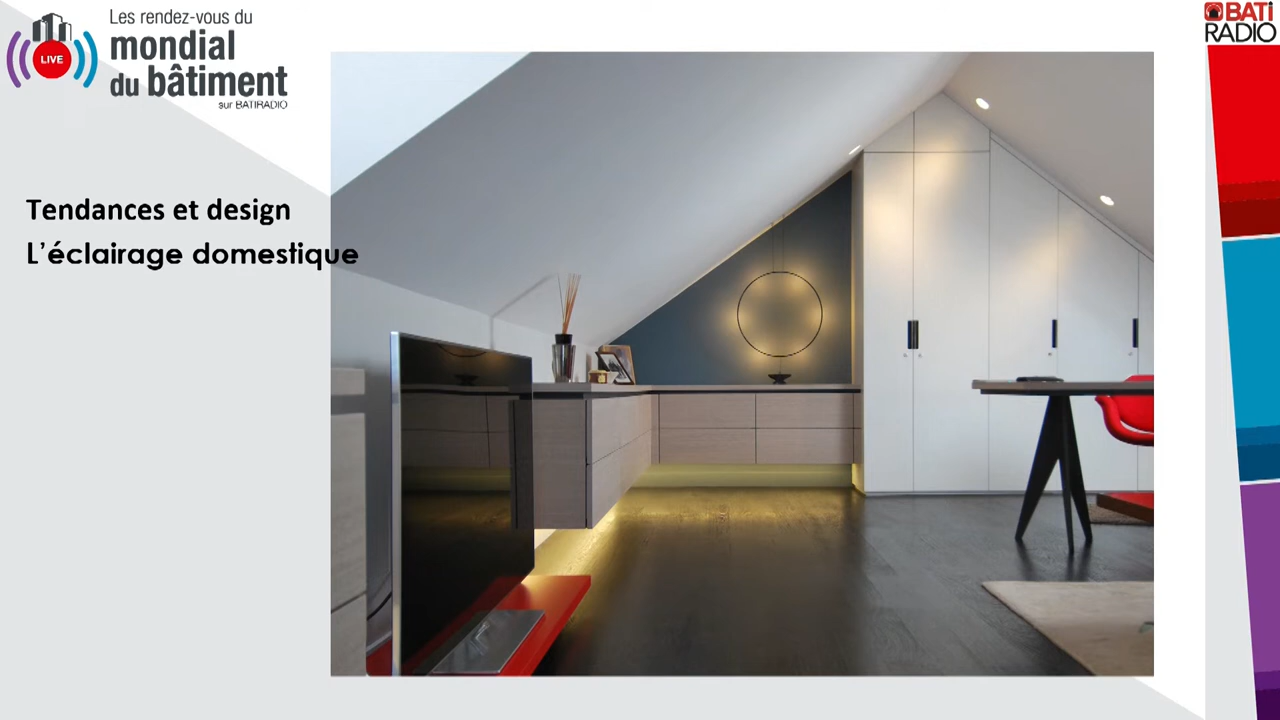 Les rendez-vous du
mondial
du bâtiment
sur BATIRADIO
LIVE
BATI
RADIO
Tendances et design
L'éclairage domestique